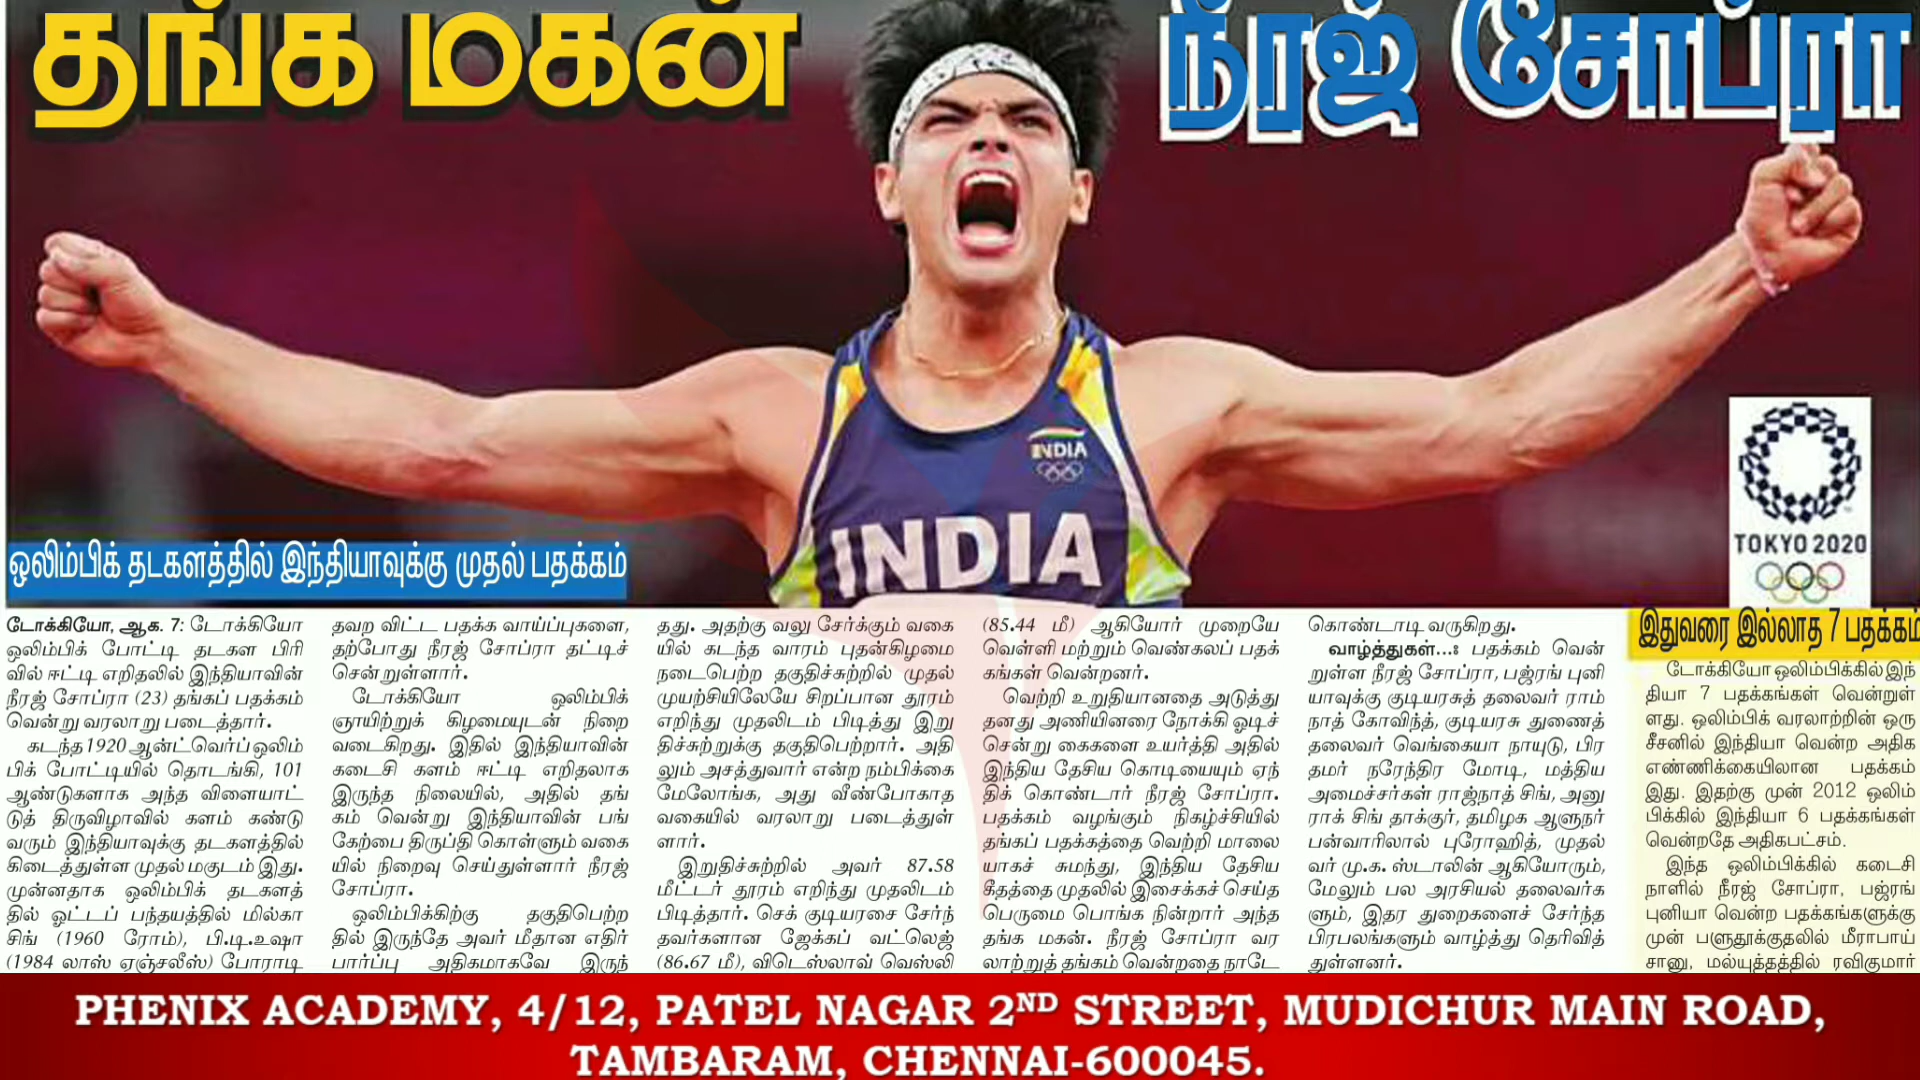 தங்க மகன்
நீரஜ் சோப்ரா
INDIA
INDIA
TOKYO 2020
ஒலிம்பிக் தடகளத்தில் இந்தியாவுக்கு முதல் பதக்கம்
டோக்கியோ, ஆக. 7: டோக்கியோ
ஒலிம்பிக் போட்டி தடகள பிரி
வில் ஈட்டி எறிதலில் இந்தியாவின்
நீரஜ் சோப்ரா (23) தங்கப் பதக்கம்
வென்று வரலாறு படைத்தார்.
கடந்த 1920 ஆன்ட்வெர்ப் ஒலிம்
பிக் போட்டியில் தொடங்கி, 101
ஆண்டுகளாக அந்த விளையாட்
டுத் திருவிழாவில் களம் கண்டு
வரும் இந்தியாவுக்கு தடகளத்தில்
கிடைத்துள்ள முதல் மகுடம் இது.
முன்னதாக ஒலிம்பிக் தடகளத்
தில் ஓட்டப் பந்தயத்தில் மில்கா
சிங் (1960 ரோம்), பி.டி.உஷா
(1984 லாஸ் ஏஞ்சலீஸ்) போராடி
தவற விட்ட பதக்க வாய்ப்புகளை,
தற்போது நீரஜ் சோப்ரா தட்டிச்
சென்றுள்ளார்.
டோக்கியோ ஒலிம்பிக்
ஞாயிற்றுக் கிழமையுடன் நிறை
வடைகிறது. இதில் இந்தியாவின்
கடைசி களம் ஈட்டி எறிதலாக
இருந்த நிலையில், அதில் தங்
கம் வென்று இந்தியாவின் பங்
கேற்பை திருப்தி கொள்ளும் வகை
யில் நிறைவு செய்துள்ளார் நீரஜ்
சோப்ரா.
ஒலிம்பிக்கிற்கு தகுதிபெற்ற
தில் இருந்தே அவர் மீதான எதிர்
பார்ப்பு அதிகமாகவே இருந்
தது. அதற்கு வலு சேர்க்கும் வகை
யில் கடந்த வாரம் புதன்கிழமை
நடைபெற்ற தகுதிச்சுற்றில் முதல்
முயற்சியிலேயே சிறப்பான தூரம்
எறிந்து முதலிடம் பிடித்து இறு
திச்சுற்றுக்கு தகுதிபெற்றார். அதி
லும் அசத்துவார் என்ற நம்பிக்கை
மேலோங்க, அது வீண்போகாத
வகையில் வரலாறு படைத்துள்
ளார்.
இறுதிச்சுற்றில் அவர் 87.58
மீட்டர் தூரம் எறிந்து முதலிடம்
பிடித்தார். செக் குடியரசை சேர்ந்
தவர்களான ஜேக்கப் வட்லெஜ்
(86.67 மீ), விடெஸ்லாவ் வெஸ்லி
(85.44 மீ) ஆகியோர் முறையே
வெள்ளி மற்றும் வெண்கலப் பதக்
கங்கள் வென்றனர்.
வெற்றி உறுதியானதை அடுத்து
தனது அணியினரை நோக்கி ஓடிச்
சென்று கைகளை உயர்த்தி அதில்
இந்திய தேசிய கொடியையும் ஏந்
திக் கொண்டார் நீரஜ் சோப்ரா.
பதக்கம் வழங்கும் நிகழ்ச்சியில்
தங்கப் பதக்கத்தை வெற்றி மாலை
யாகச் சுமந்து, இந்திய தேசிய
கீதத்தை முதலில் இசைக்கச் செய்த
பெருமை பொங்க நின்றார் அந்த
தங்க மகன். நீரஜ் சோப்ரா வர
லாற்றுத் தங்கம் வென்றதை நாடே
கொண்டாடி வருகிறது.
வாழ்த்துகள்...: பதக்கம் வென்
றுள்ள நீரஜ் சோப்ரா, பஜ்ரங் புனி
யாவுக்கு குடியரசுத் தலைவர் ராம்
நாத் கோவிந்த், குடியரசு துணைத்
தலைவர் வெங்கையா நாயுடு, பிர
தமர் நரேந்திர மோடி, மத்திய
அமைச்சர்கள் ராஜ்நாத் சிங், அனு
ராக் சிங் தாக்குர், தமிழக ஆளுநர்
பன்வாரிலால் புரோஹித், முதல்
வர் மு.க. ஸ்டாலின் ஆகியோரும்,
மேலும் பல அரசியல் தலைவர்க
ளும், இதர துறைகளைச் சேர்ந்த
பிரபலங்களும் வாழ்த்து தெரிவித்
துள்ளனர்.
இதுவரை இல்லாத 7 பதக்கம்
டோக்கியோ ஒலிம்பிக்கில் இந்
தியா 7 பதக்கங்கள் வென்றுள்
ளது. ஒலிம்பிக் வரலாற்றின் ஒரு
சீசனில் இந்தியா வென்ற அதிக
எண்ணிக்கையிலான பதக்கம்
இது. இதற்கு முன் 2012 ஒலிம்
பிக்கில் இந்தியா 6 பதக்கங்கள்
வென்றதே அதிகபட்சம்.
இந்த ஒலிம்பிக்கில் கடைசி
நாளில் நீரஜ் சோப்ரா, பஜ்ரங்
புனியா வென்ற பதக்கங்களுக்கு
முன் பளுதூக்குதலில் மீராபாய்
சானு, மல்யுத்தத்தில் ரவிகுமார்
PHENIX ACADEMY, 4/12, PATEL NAGAR 2ND STREET, MUDICHUR MAIN ROAD,
TAMBARAM, CHENNAI-600045.